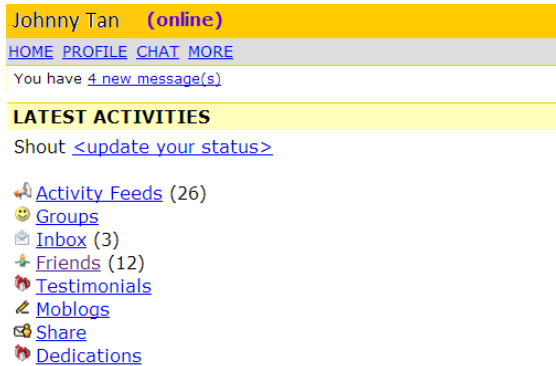 Johnny Tan (online)
HOME PROFILE CHAT MORE
You have 4 new message(s)
LATEST ACTIVITIES
Shout <update your status>
Activity Feeds (26)
Groups
Inbox (3)
Friends (12)
Testimonials
Moblogs
Share
Dedications